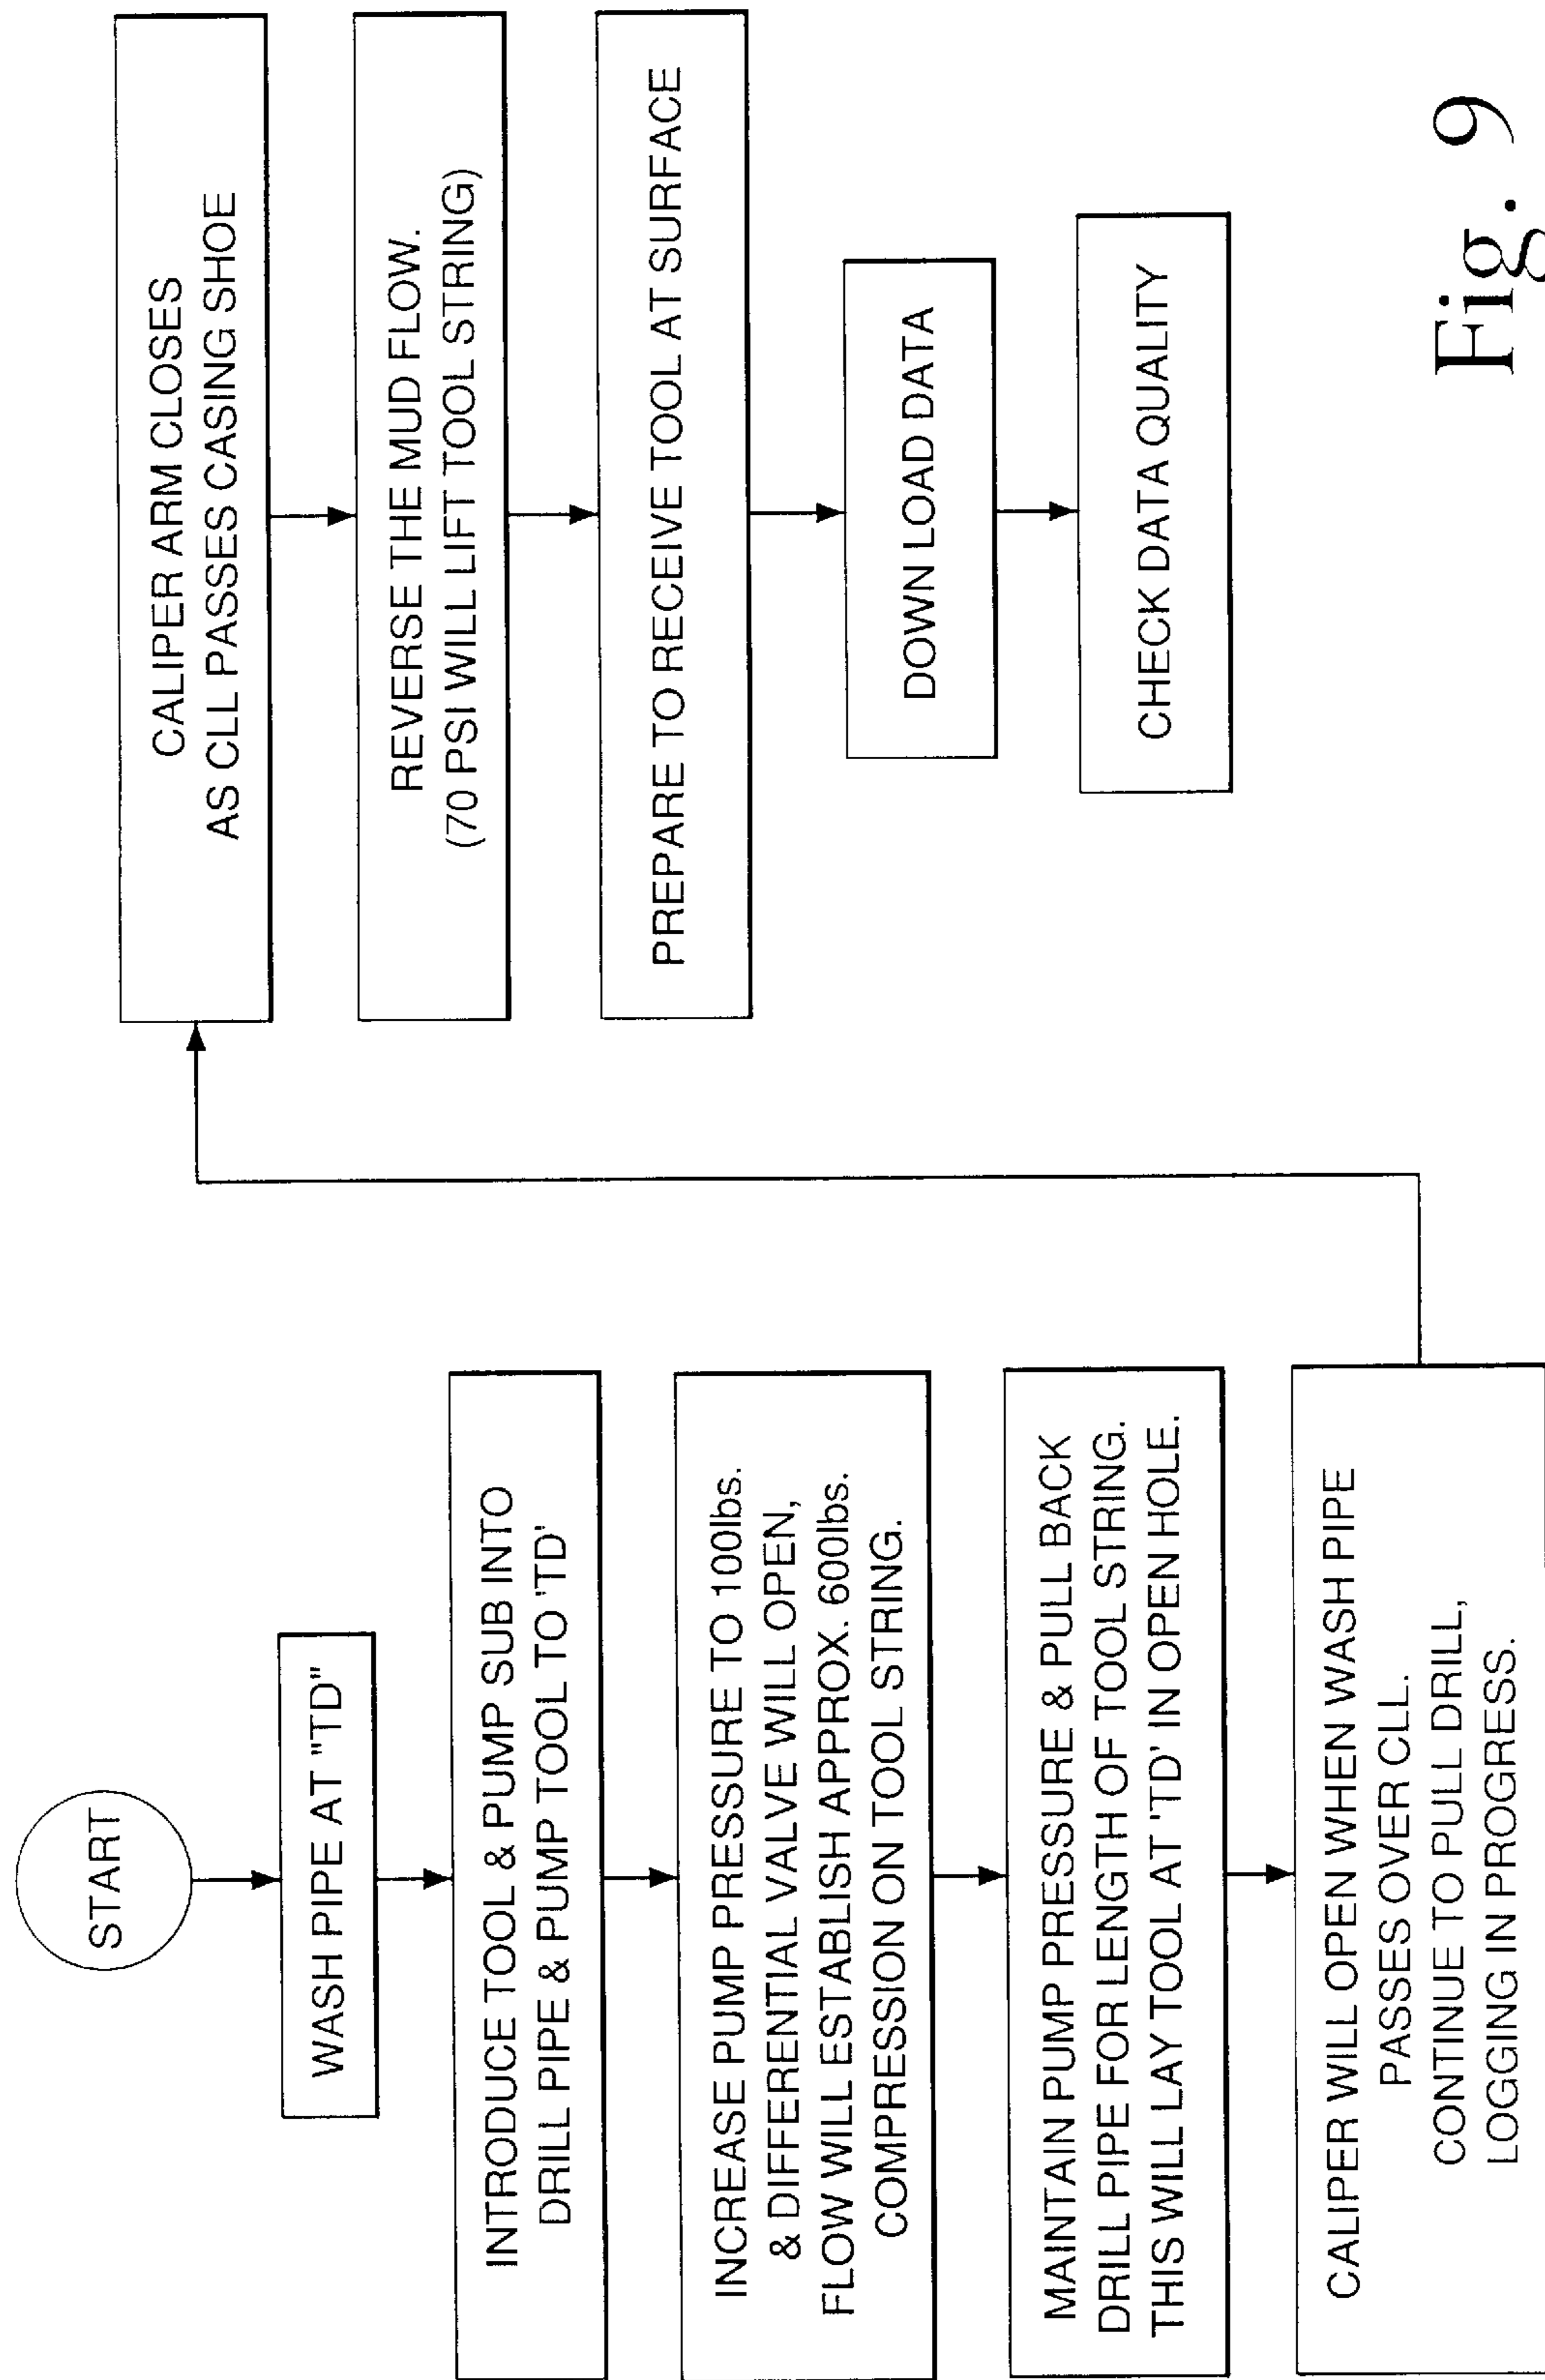 START
WASH PIPE AT "TD"
INTRODUCE TOOL & PUMP SUB INTO
DRILL PIPE & PUMP TOOL TO 'TD'
INCREASE PUMP PRESSURE TO 100lbs.
& DIFFERENTIAL VALVE WILL OPEN,
FLOW WILL ESTABLISH APPROX. 600lbs.
COMPRESSION ON TOOL STRING.
MAINTAIN PUMP PRESSURE & PULL BACK
DRILL PIPE FOR LENGTH OF TOOL STRING.
THIS WILL LAY TOOL AT 'TD' IN OPEN HOLE.
CALIPER WILL OPEN WHEN WASH PIPE
PASSES OVER CLL.
CONTINUE TO PULL DRILL,
LOGGING IN PROGRESS.
CALIPER ARM CLOSES
AS CLL PASSES CASING SHOE
REVERSE THE MUD FLOW.
(70 PSI WILL LIFT TOOL STRING)
PREPARE TO RECEIVE TOOL AT SURFACE
DOWN LOAD DATA
CHECK DATA QUALITY
Fig. 9